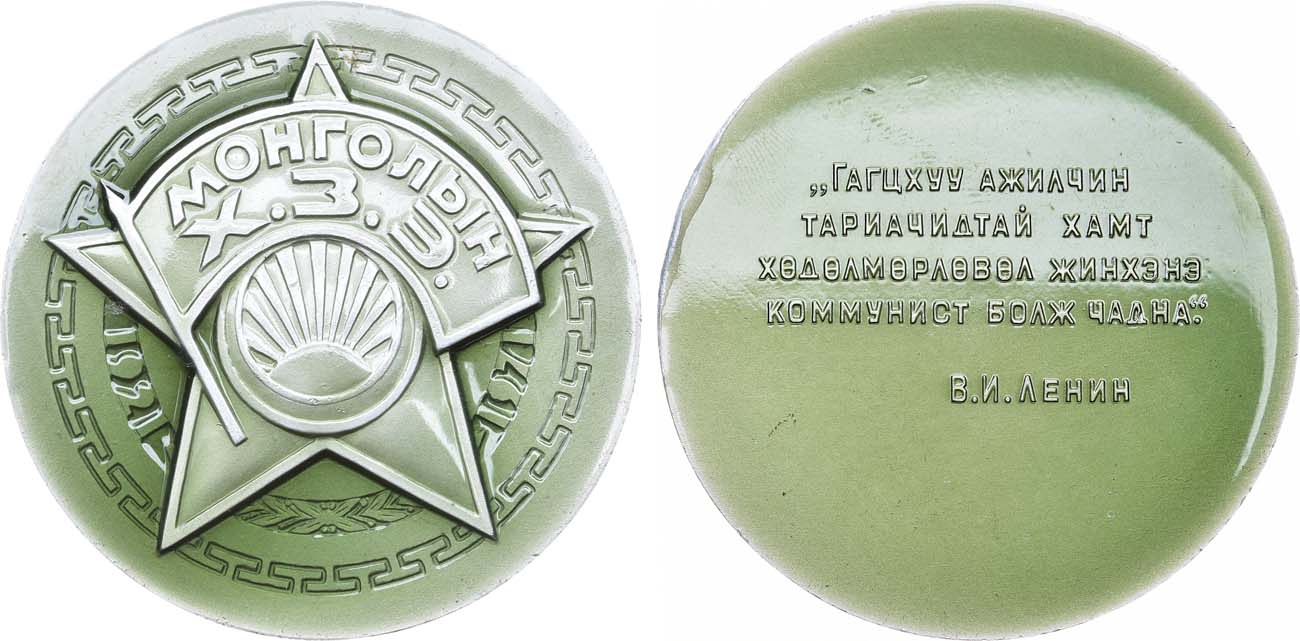 МОНГОЛЫН
Х.З.Э.
„ГАГЦХУУ АЖИЛЧИН
ТАРИАЧИДТАЙ ХАМТ
ХӨДӨЛМӨРЛӨВӨЛ ЖИНХЭНЭ
КОММУНИСТ БОЛЖ ЧАДНА.“
В.И.ЛЕНИН